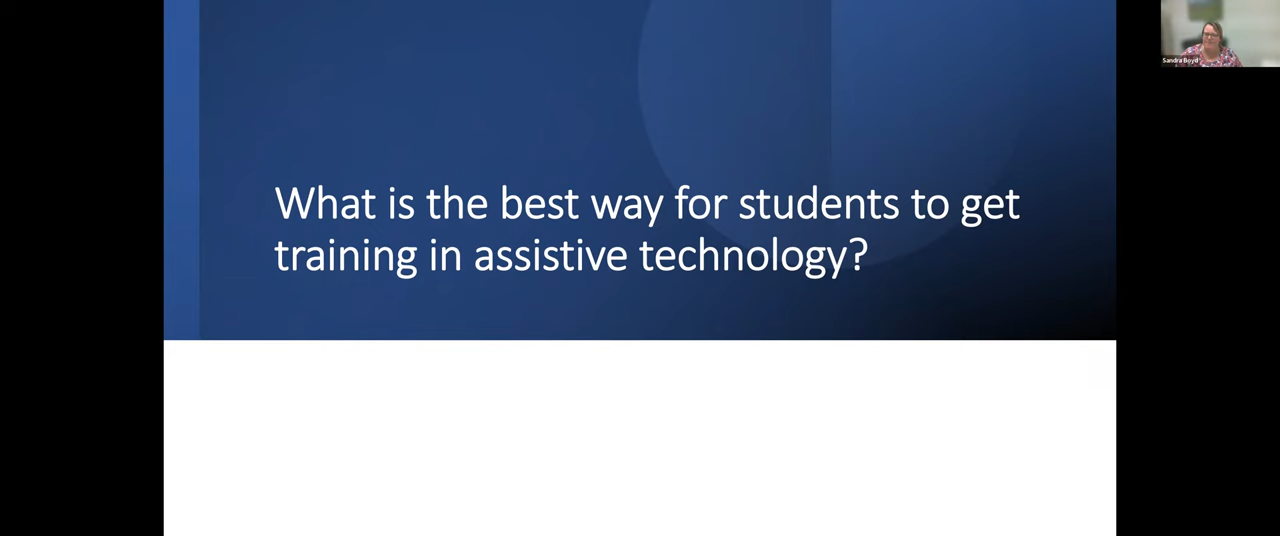 What is the best way for students to get
training in assistive technology?
Sandra Boyd